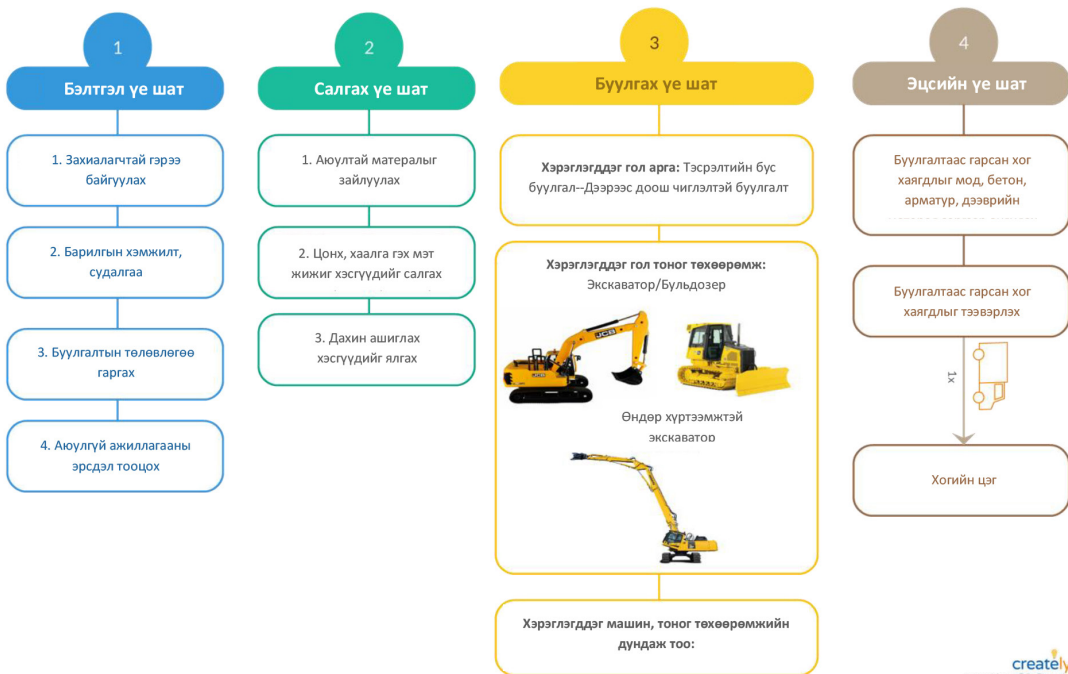 1
Бэлтгэл үе шат
1. Захиалагчтай гэрээ
байгуулах
2. Барилгын хэмжилт,
судалгаа
3. Буулгалтын төлөвлөгөө
гаргах
4. Аюулгүй ажиллагааны
эрсдэл тооцох
2
Салгах үе шат
1. Аюултай матералыг
зайлуулах
2. Цонх, хаалга гэх мэт
жижиг хэсгүүдийг салгах
3. Дахин ашиглах
хэсгүүдийг ялгах
3
Буулгах үе шат
Хэрэглэгддэг гол арга: Тэсрэлтийн бус
буулгал--Дээрээс доош чиглэлтэй буулгалт
Хэрэглэгддэг гол тоног төхөөрөмж:
Экскаватор/Бульдозер
JCB
Өндөр хүртээмжтэй
экскаватор
Хэрэглэгддэг машин, тоног төхөөрөмжийн
дундаж тоо:
4
Эцсийн үе шат
Буулгалтаас гарсан хог
хаягдлыг мод, бетон,
арматур, дээврийн
Буулгалтаас гарсан хог
хаягдлыг тээвэрлэх
1x
Хогийн цэг
creately